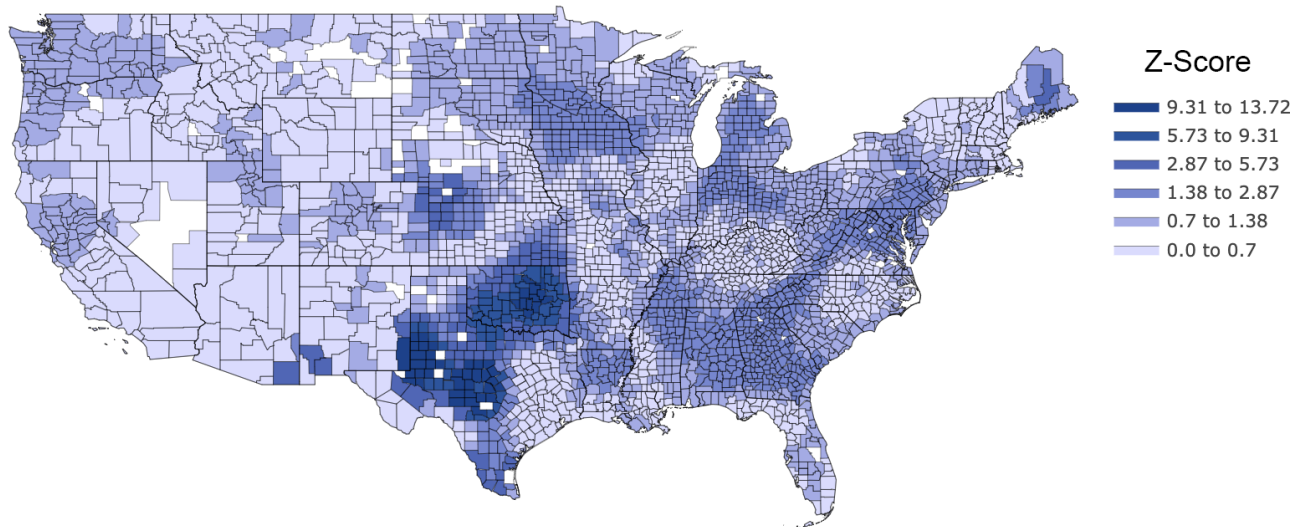 Z-Score
9.31 to 13.72
5.73 to 9.31
2.87 to 5.73
1.38 to 2.87
0.7 to 1.38
0.0 to 0.7